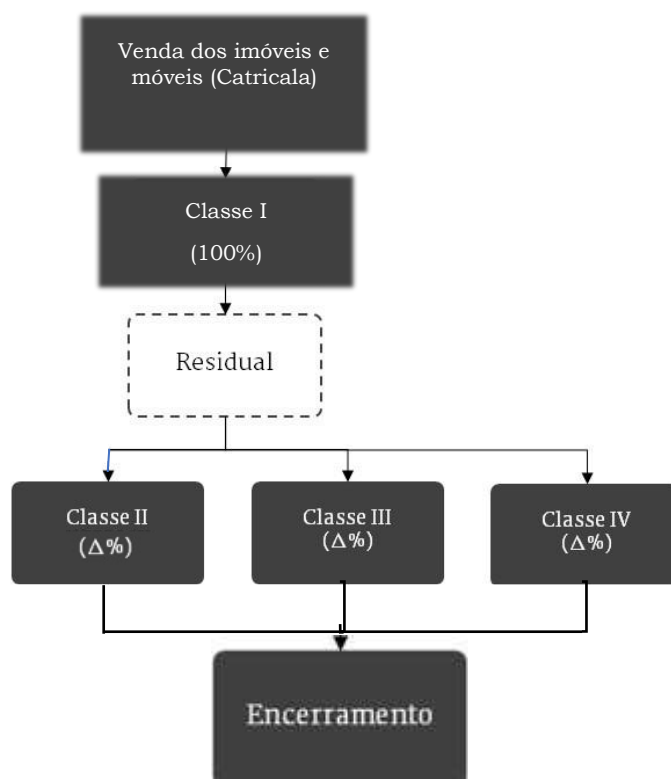 Venda dos imóveis e
móveis (Catricala)
Classe I
(100%)
Residual
Classe II
(Δ%)
Classe III
(Δ%)
Classe IV
(Δ%)
Encerramento